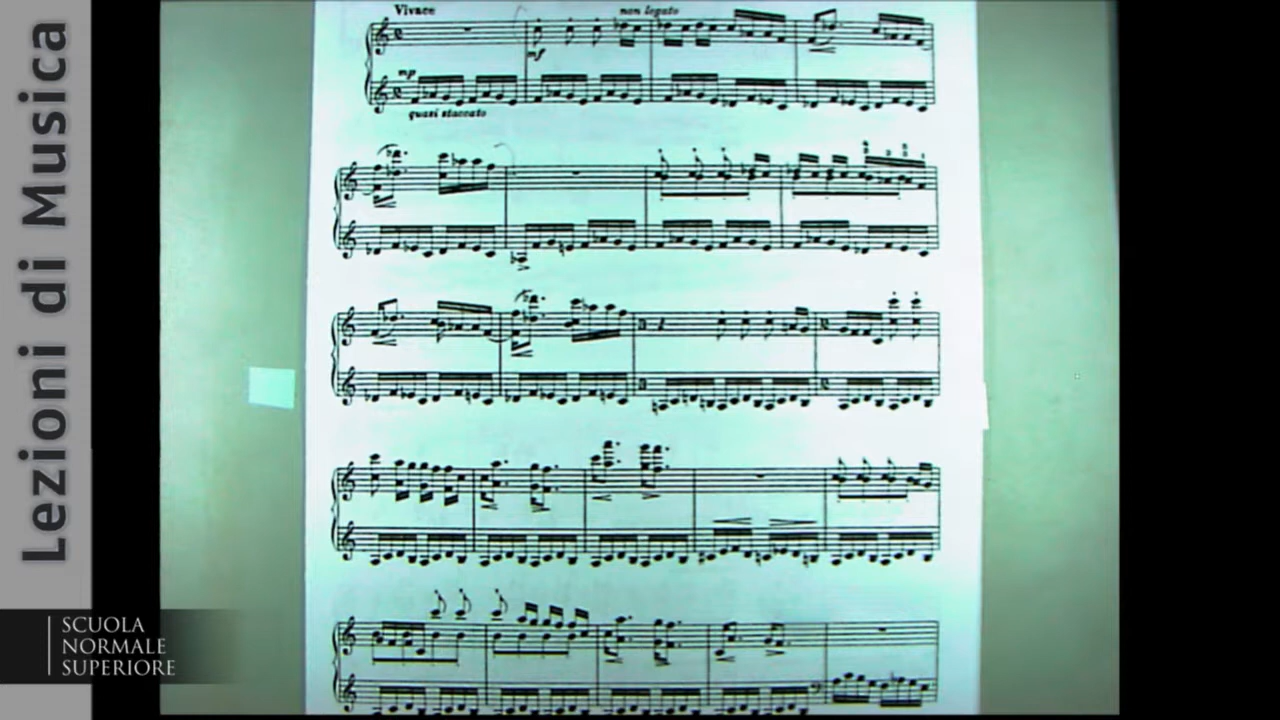 Lezioni di Musica
Vivace
non legato
mf
mp
quasi staccato
SCUOLA
NORMALE
SUPERIORE